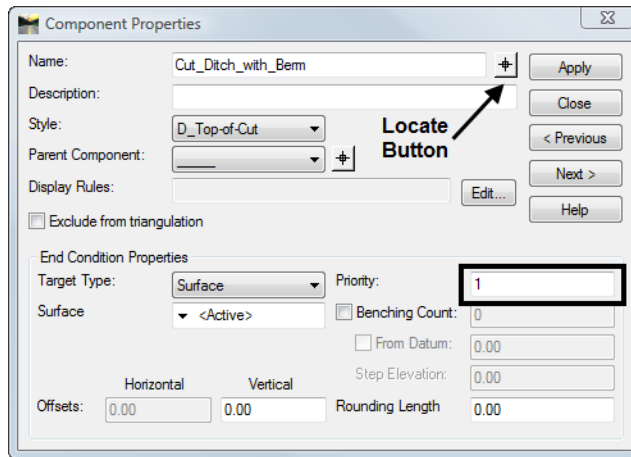 Component Properties
Name: Cut_Ditch_with_Berm Apply
Description: Close
Style: D_Top-of-Cut Locate Button < Previous
Parent Component: _____ Next >
Display Rules: Edit... Help
Exclude from triangulation
End Condition Properties
Target Type: Surface Priority: 1
Surface <Active> Benching Count: 0
From Datum: 0.00
Horizontal Vertical Step Elevation: 0.00
Offsets: 0.00 0.00 Rounding Length 0.00